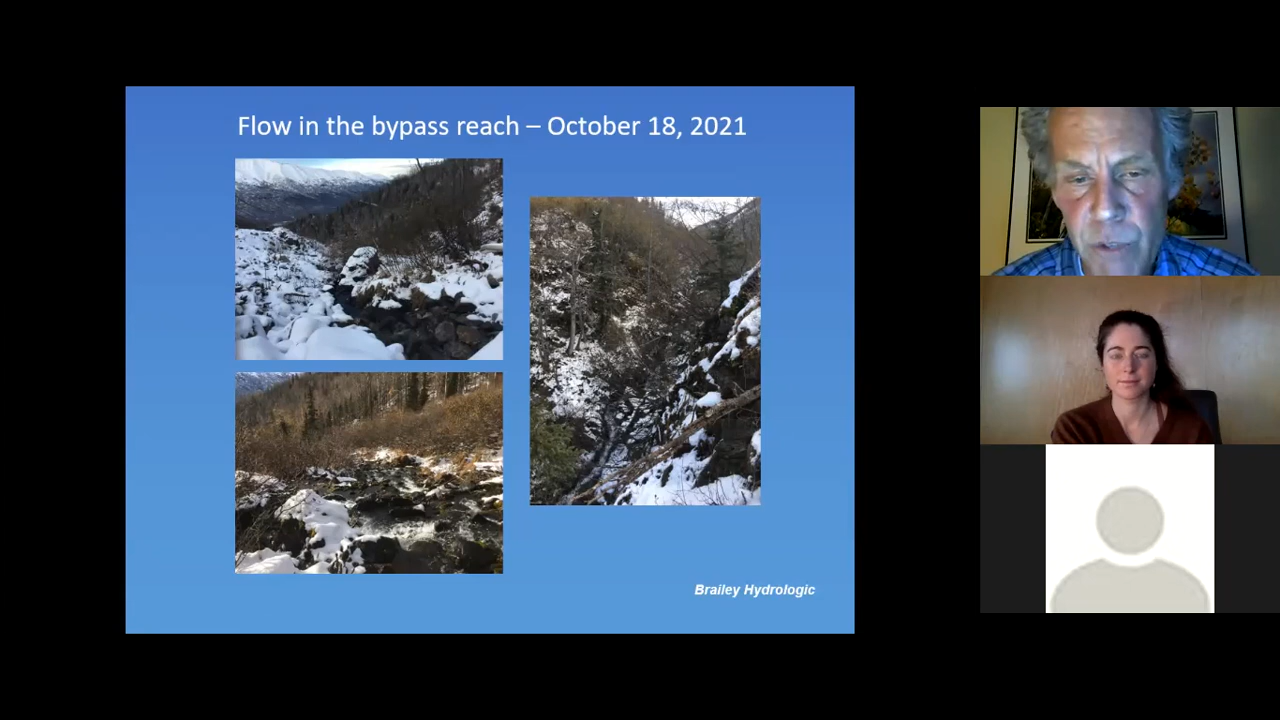 Flow in the bypass reach – October 18, 2021
Brailey Hydrologic